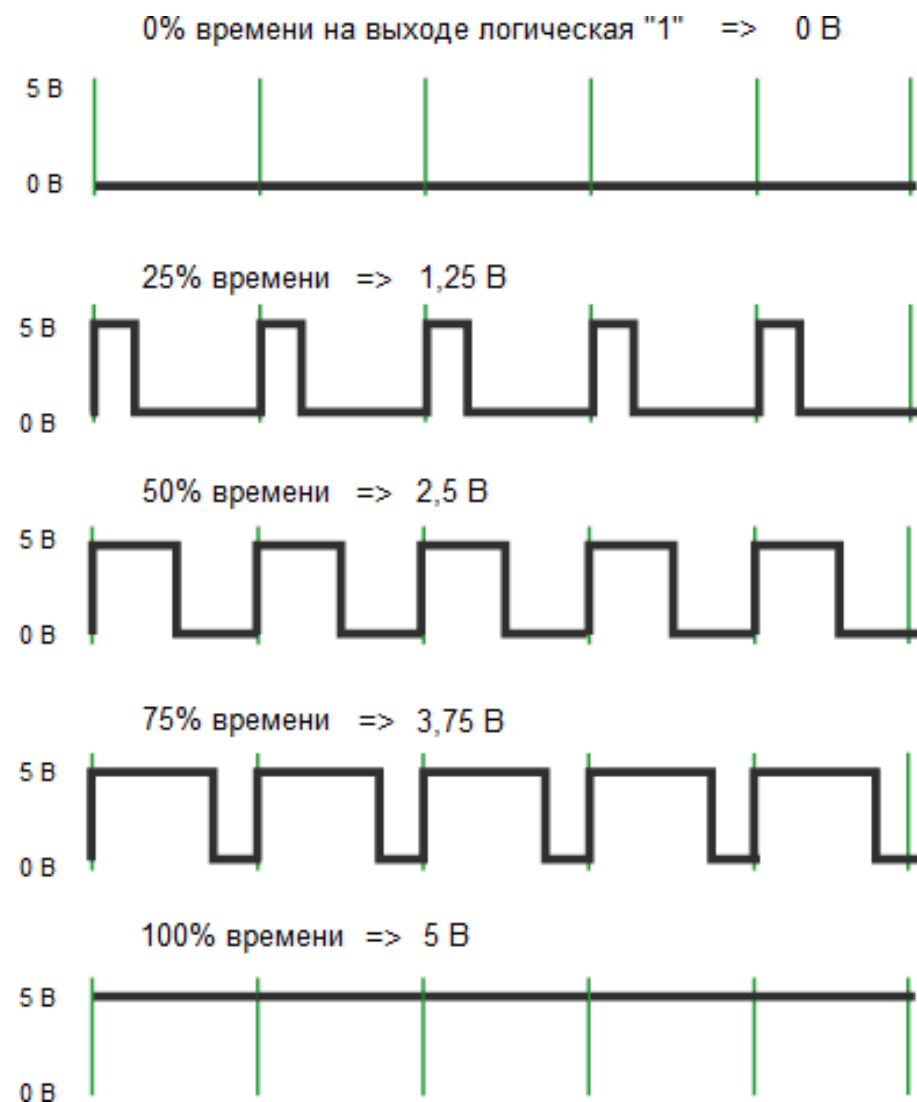 0% времени на выходе логическая "1" => 0 В
5 В
0 В
25% времени => 1,25 В
5 В
0 В
50% времени => 2,5 В
5 В
0 В
75% времени => 3,75 В
5 В
0 В
100% времени => 5 В
5 В
0 В